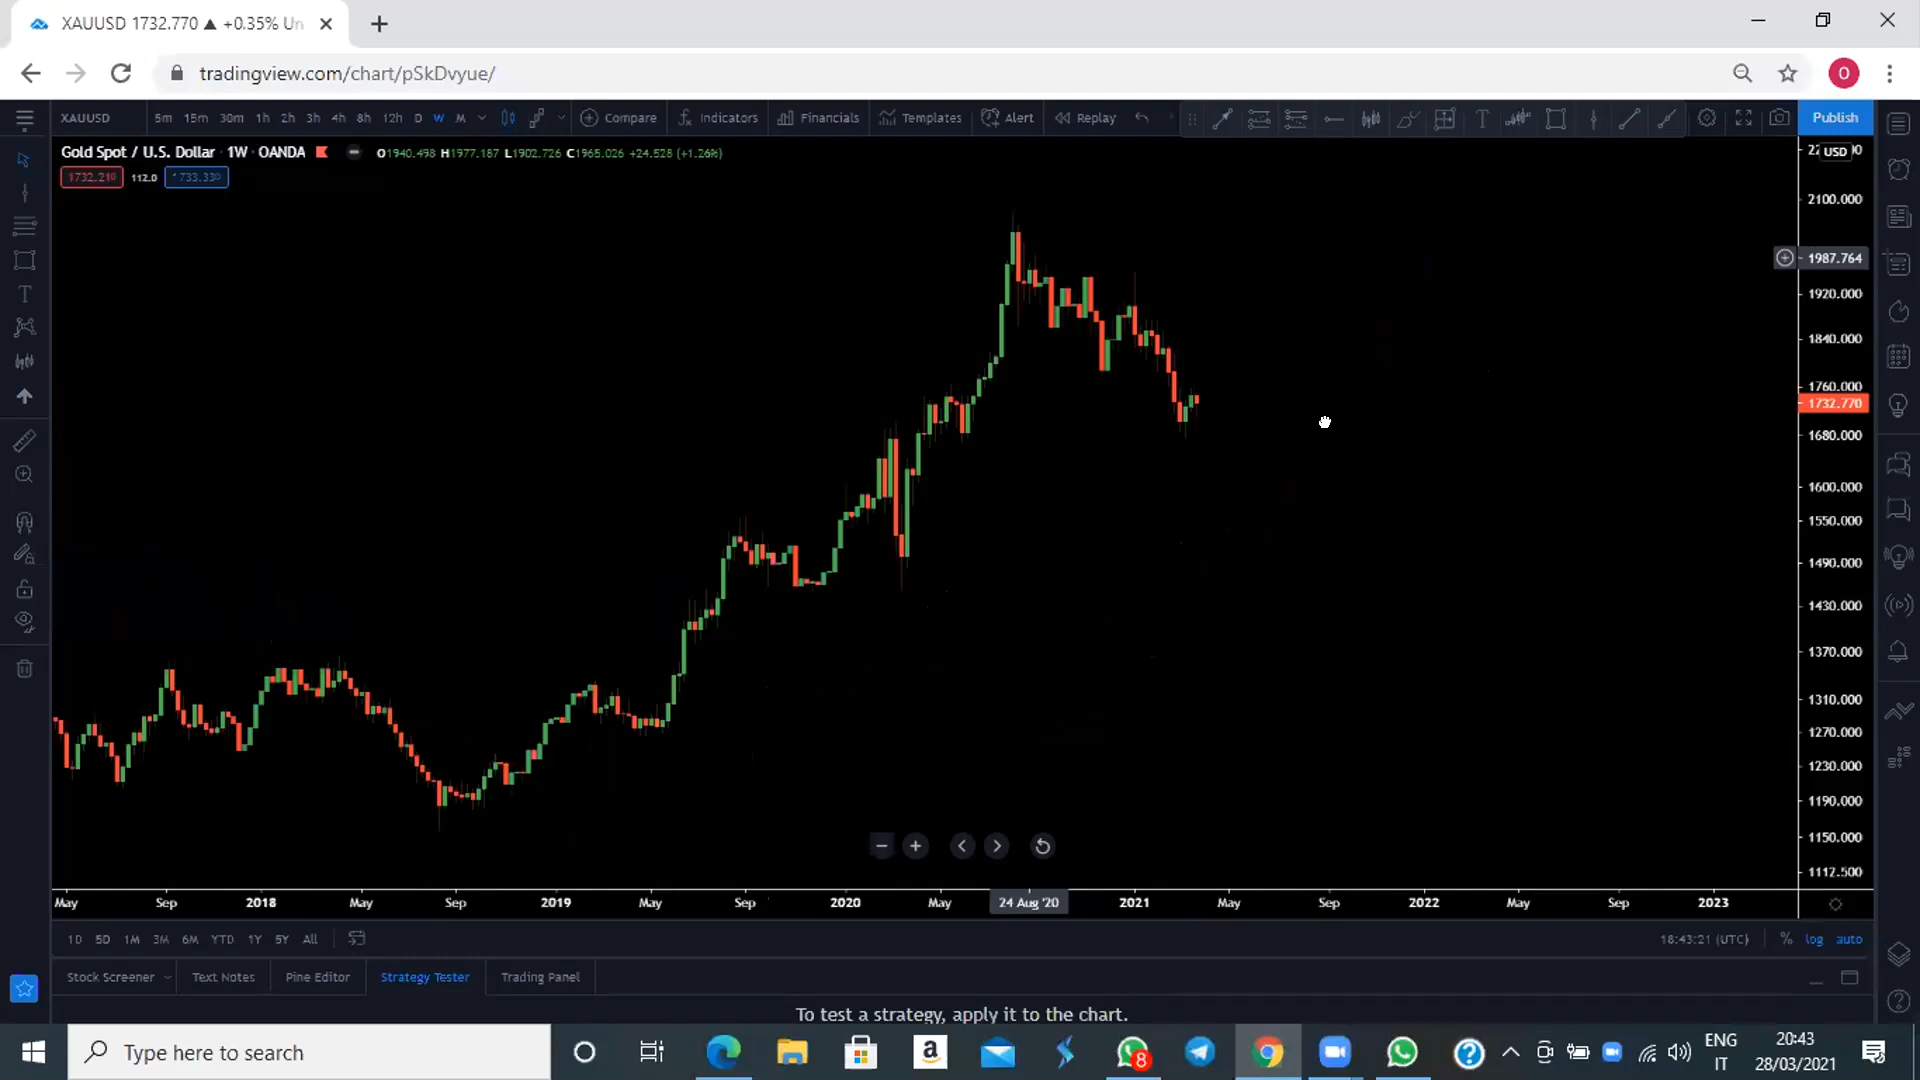 XAUUSD 1732.770 ▲ +0.35% Un
tradingview.com/chart/pSkDvyue/
O
XAUUSD 5m 15m 30m 1h 2h 3h 4h 8h 12h D W M Compare Indicators Financials Templates Alert Replay T Publish
Gold Spot / U.S. Dollar · 1W · OANDA O1940.498 H1977.187 L1902.726 C1965.026 +24.528 (+1.26%)
1732.210 112.0 1733.330
USD
2100.000
1987.764
1920.000
1840.000
1760.000
1732.770
1680.000
1600.000
1550.000
1490.000
1430.000
1370.000
1310.000
1270.000
1230.000
1190.000
1150.000
1112.500
May Sep 2018 May Sep 2019 May Sep 2020 May 24 Aug '20 2021 May Sep 2022 May Sep 2023
1D 5D 1M 3M 6M YTD 1Y 5Y All 18:43:21 (UTC) % log auto
Stock Screener Text Notes Pine Editor Strategy Tester Trading Panel
To test a strategy, apply it to the chart.
Type here to search
a
8
ENG
IT
20:43
28/03/2021